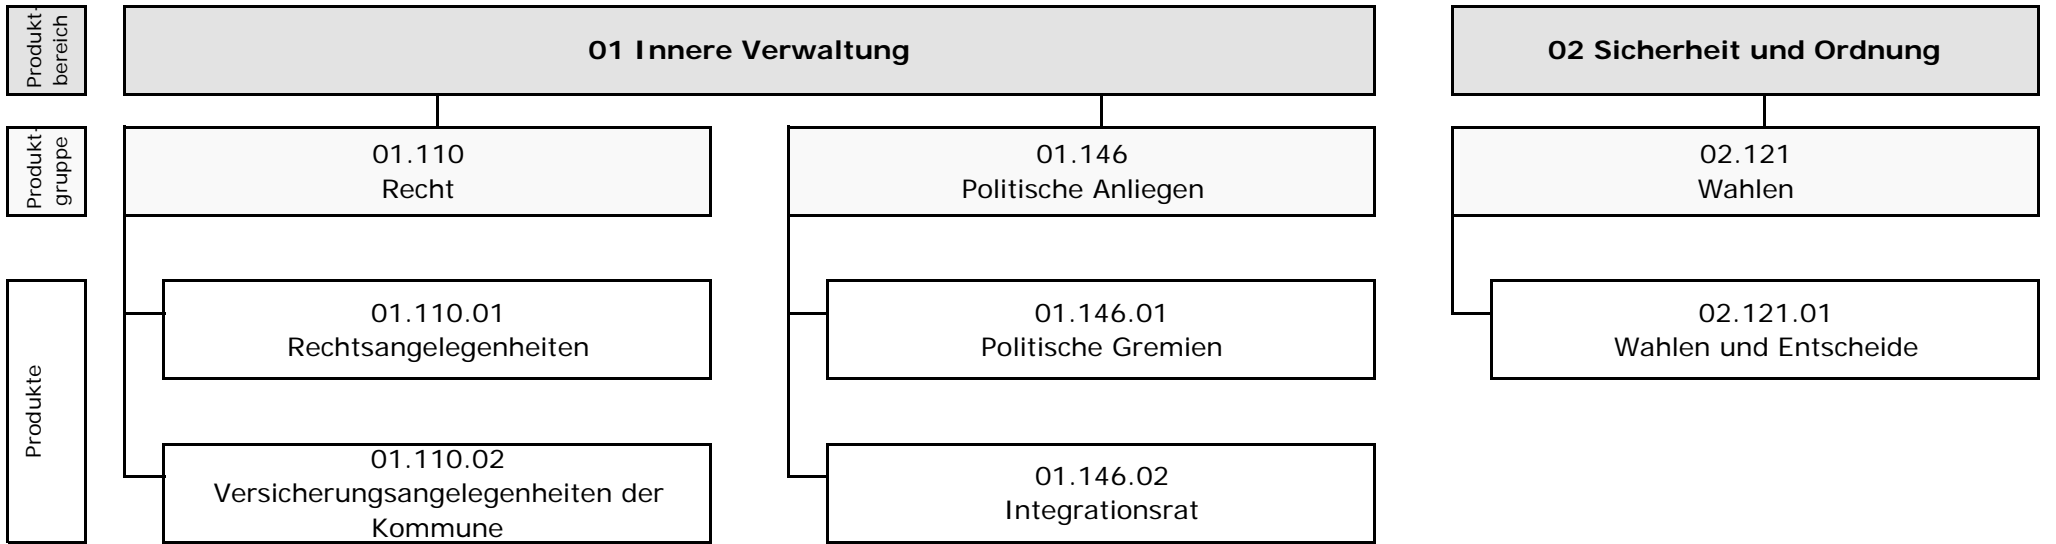 Produkt-
bereich
01 Innere Verwaltung
02 Sicherheit und Ordnung
Produkt-
gruppe
01.110
Recht
01.146
Politische Anliegen
02.121
Wahlen
Produkte
01.110.01
Rechtsangelegenheiten
01.146.01
Politische Gremien
02.121.01
Wahlen und Entscheide
01.110.02
Versicherungsangelegenheiten der
Kommune
01.146.02
Integrationsrat